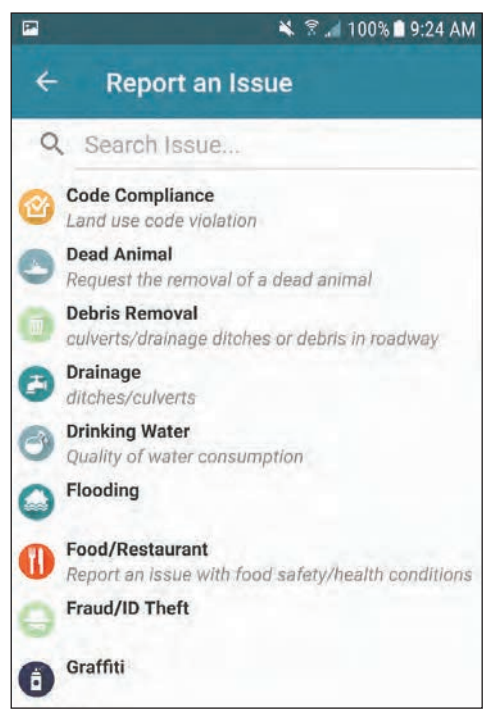 100% 9:24 AM
Report an Issue
Search Issue...
Code Compliance
Land use code violation
Dead Animal
Request the removal of a dead animal
Debris Removal
culverts/drainage ditches or debris in roadway
Drainage
ditches/culverts
Drinking Water
Quality of water consumption
Flooding
Food/Restaurant
Report an issue with food safety/health conditions
Fraud/ID Theft
Graffiti